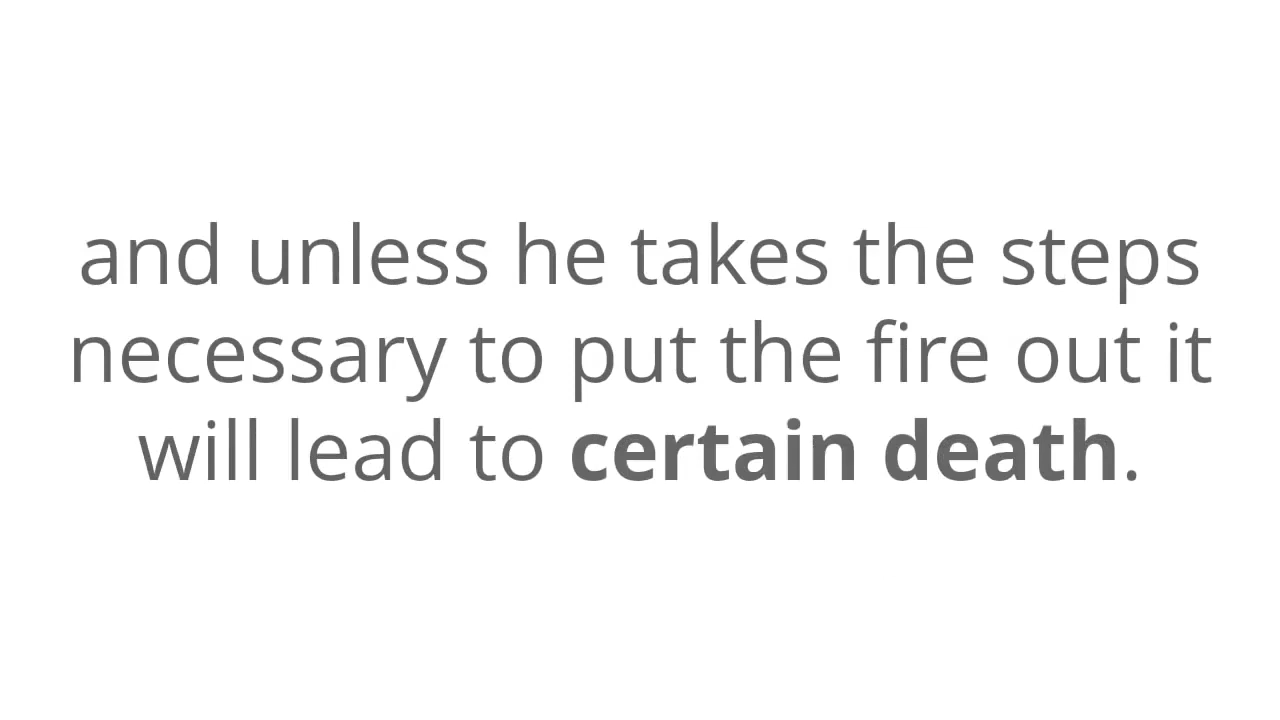 and unless he takes the steps
necessary to put the fire out it
will lead to certain death.